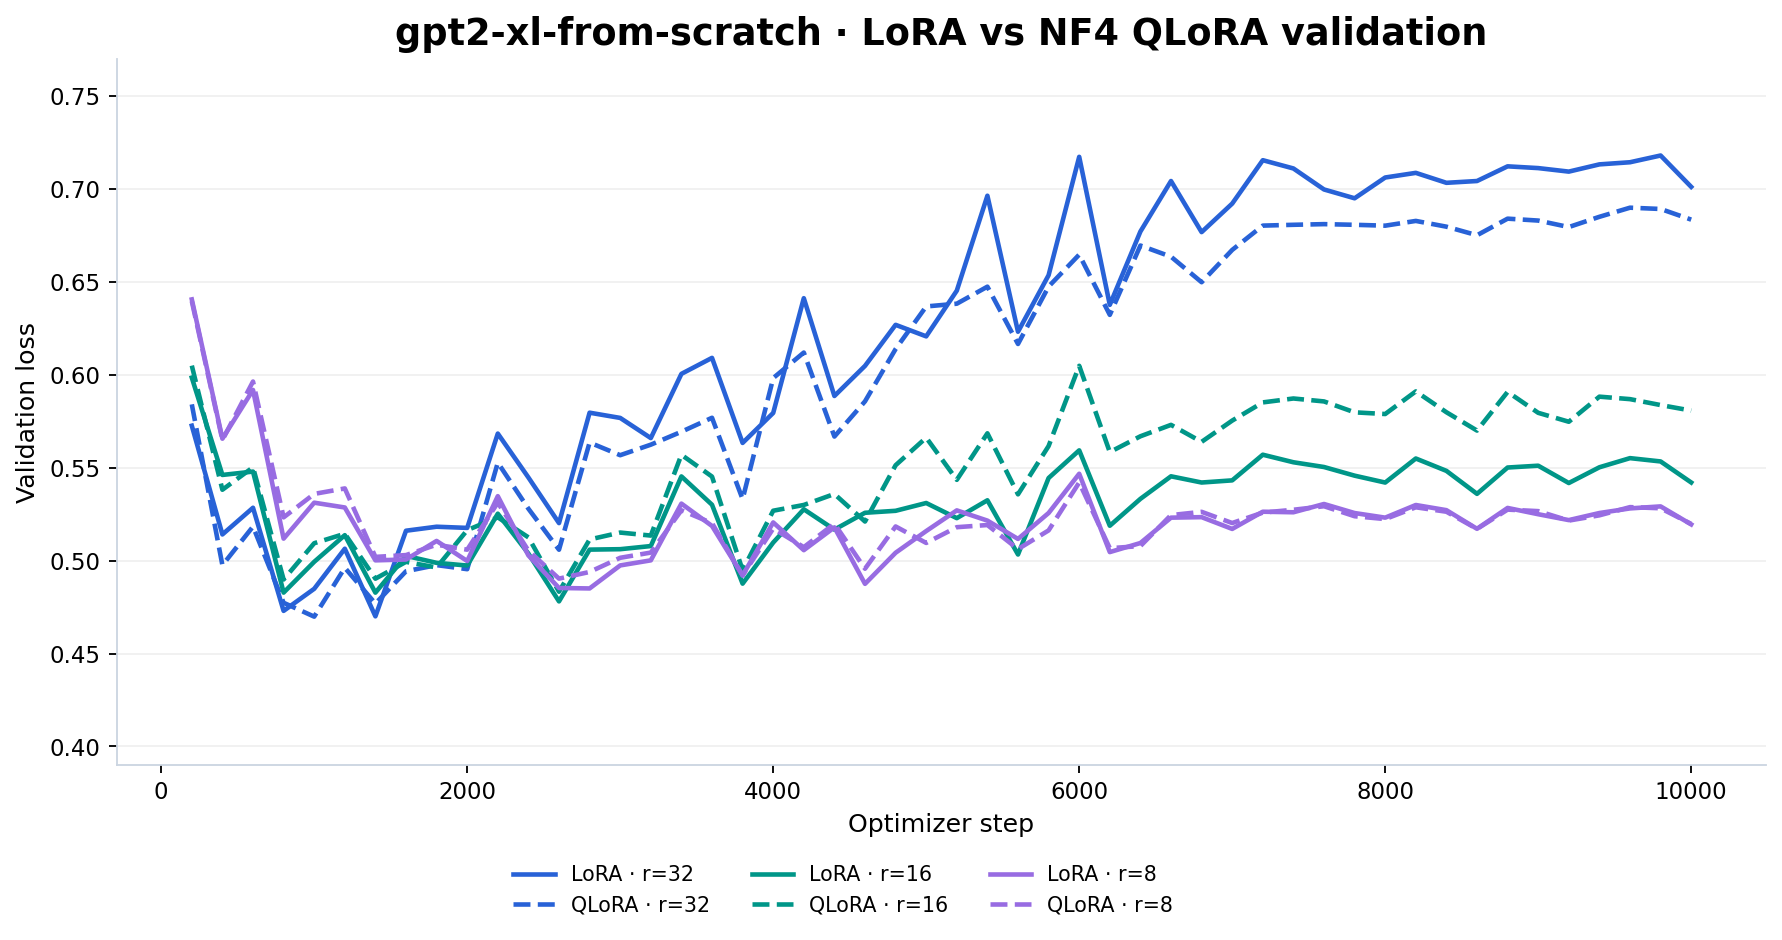 gpt2-xl-from-scratch · LoRA vs NF4 QLoRA validation
Validation loss
0.75
0.70
0.65
0.60
0.55
0.50
0.45
0.40
0
2000
4000
6000
8000
10000
Optimizer step
LoRA · r=32
LoRA · r=16
LoRA · r=8
QLoRA · r=32
QLoRA · r=16
QLoRA · r=8